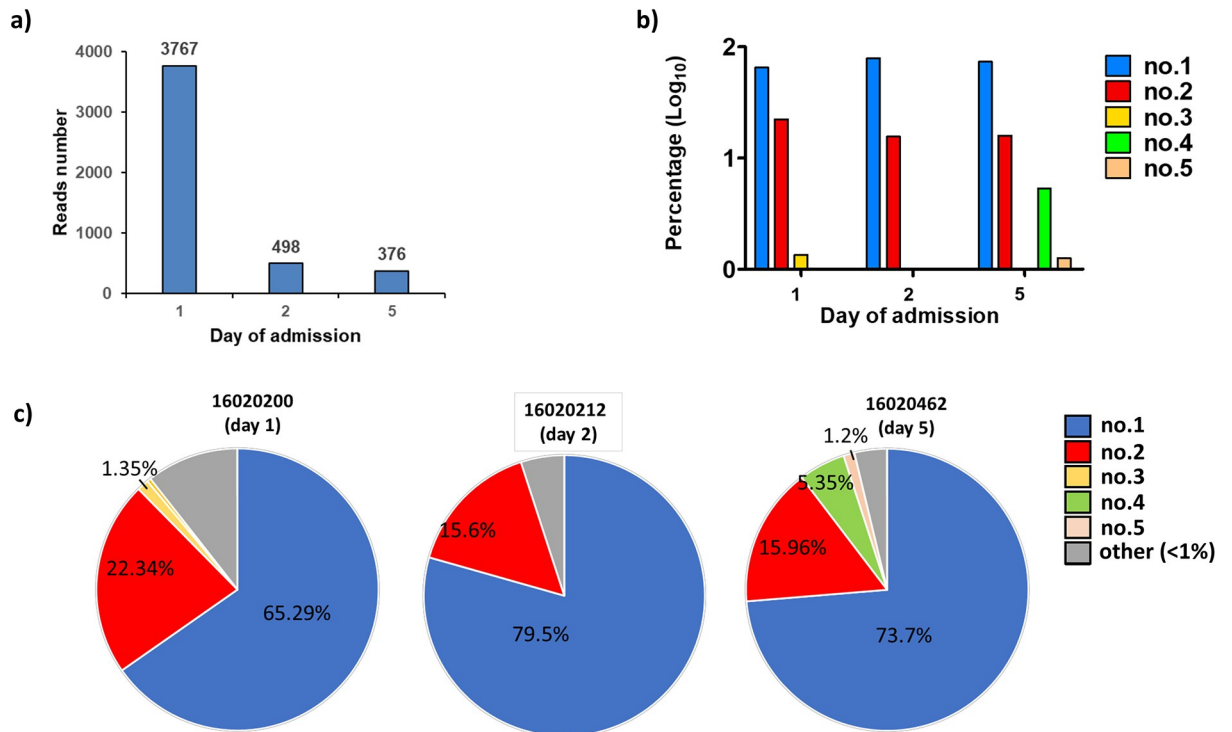 a)
Reads number
4000
3000
2000
1000
0
3767
498
376
1
2
5
Day of admission
b)
Percentage (Log10)
2
1
0
1
2
5
Day of admission
no.1
no.2
no.3
no.4
no.5
c)
16020200
(day 1)
1.35%
22.34%
65.29%
16020212
(day 2)
15.6%
79.5%
16020462
(day 5)
1.2%
5.35%
15.96%
73.7%
no.1
no.2
no.3
no.4
no.5
other (<1%)